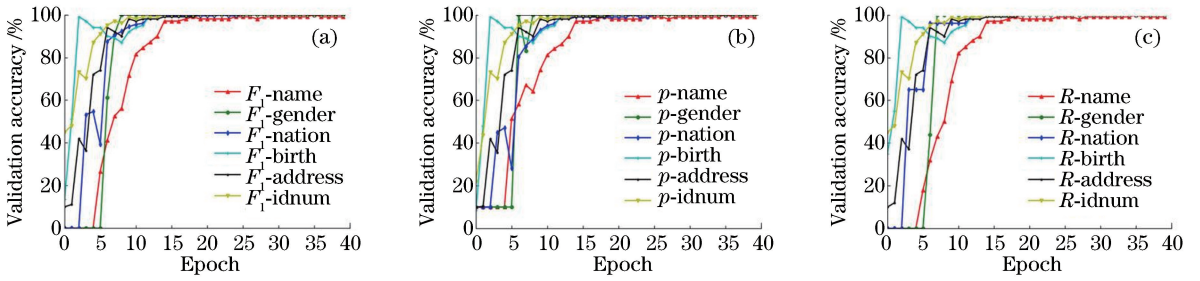 Validation accuracy /%
100
80
60
40
20
0
(a)
F₁-name
F₁-gender
F₁-nation
F₁-birth
F₁-address
F₁-idnum
0 5 10 15 20 25 30 35 40
Epoch
Validation accuracy /%
100
80
60
40
20
0
(b)
p-name
p-gender
p-nation
p-birth
p-address
p-idnum
0 5 10 15 20 25 30 35 40
Epoch
Validation accuracy /%
100
80
60
40
20
0
(c)
R-name
R-gender
R-nation
R-birth
R-address
R-idnum
0 5 10 15 20 25 30 35 40
Epoch